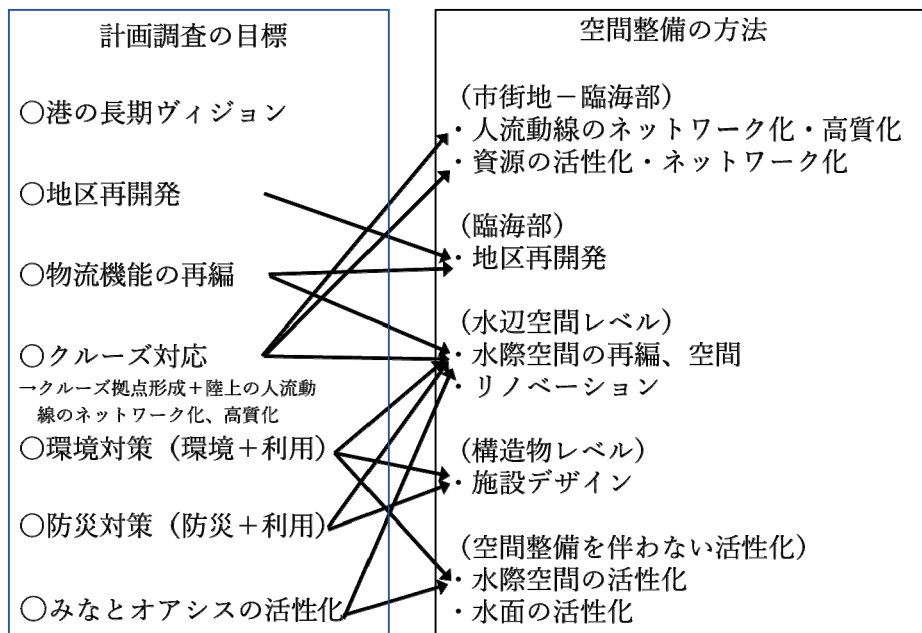 計画調査の目標
○港の長期ヴィジョン
○地区再開発
○物流機能の再編
○クルーズ対応
→クルーズ拠点形成＋陸上の人流動
線のネットワーク化、高質化
○環境対策（環境＋利用）
○防災対策（防災＋利用）
○みなとオアシスの活性化
空間整備の方法
（市街地－臨海部）
・人流動線のネットワーク化・高質化
・資源の活性化・ネットワーク化
（臨海部）
・地区再開発
（水辺空間レベル）
・水際空間の再編、空間
・リノベーション
（構造物レベル）
・施設デザイン
（空間整備を伴わない活性化）
・水際空間の活性化
・水面の活性化